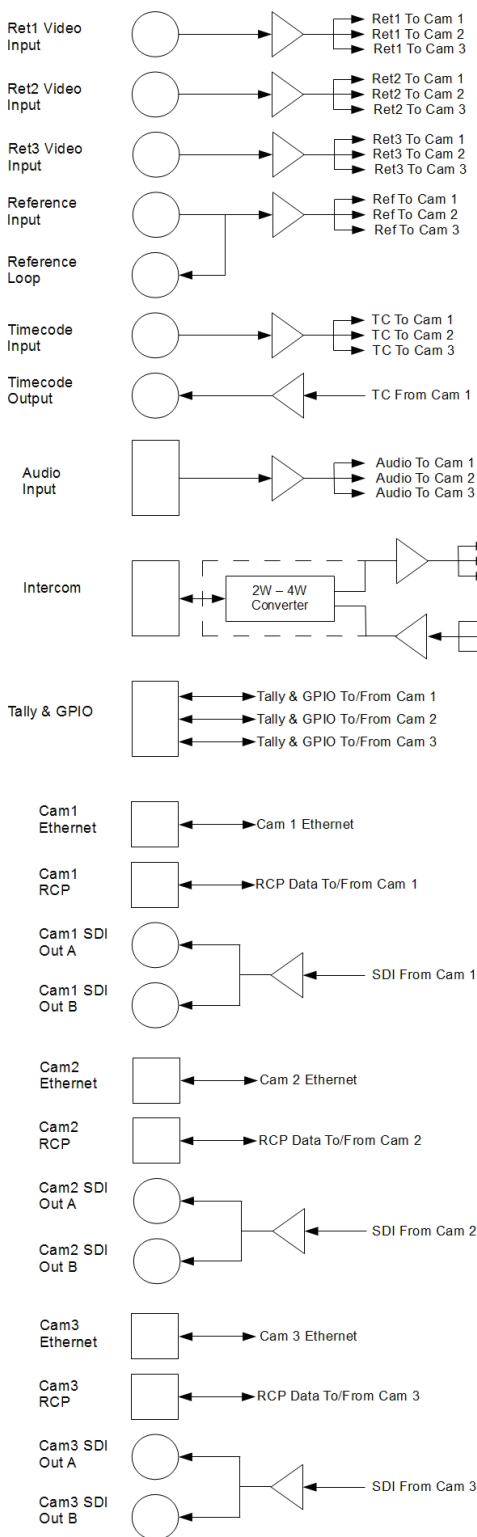 Ret1 Video
Input
Ret1 To Cam 1
Ret1 To Cam 2
Ret1 To Cam 3
Ret2 Video
Input
Ret2 To Cam 1
Ret2 To Cam 2
Ret2 To Cam 3
Ret3 Video
Input
Ret3 To Cam 1
Ret3 To Cam 2
Ret3 To Cam 3
Reference
Input
Ref To Cam 1
Ref To Cam 2
Ref To Cam 3
Reference
Loop
Timecode
Input
TC To Cam 1
TC To Cam 2
TC To Cam 3
Timecode
Output
TC From Cam 1
Audio
Input
Audio To Cam 1
Audio To Cam 2
Audio To Cam 3
Intercom
2W – 4W
Converter
Tally & GPIO
Tally & GPIO To/From Cam 1
Tally & GPIO To/From Cam 2
Tally & GPIO To/From Cam 3
Cam1
Ethernet
Cam 1 Ethernet
Cam1
RCP
RCP Data To/From Cam 1
Cam1 SDI
Out A
Cam1 SDI
Out B
SDI From Cam 1
Cam2
Ethernet
Cam 2 Ethernet
Cam2
RCP
RCP Data To/From Cam 2
Cam2 SDI
Out A
Cam2 SDI
Out B
SDI From Cam 2
Cam3
Ethernet
Cam 3 Ethernet
Cam3
RCP
RCP Data To/From Cam 3
Cam3 SDI
Out A
Cam3 SDI
Out B
SDI From Cam 3